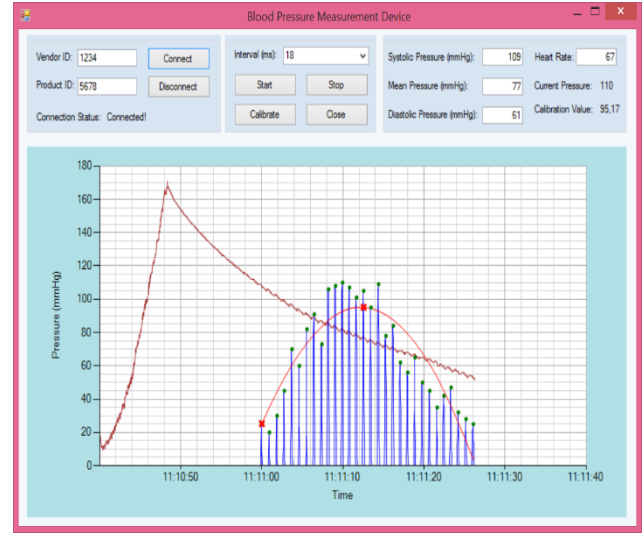 Blood Pressure Measurement Device
Vendor ID: 1234 Connect
Product ID: 5678 Disconnect
Connection Status: Connected!
Interval (ms): 18
Start Stop
Calibrate Close
Systolic Pressure (mmHg): 109 Heart Rate: 67
Mean Pressure (mmHg): 77 Current Pressure: 110
Diastolic Pressure (mmHg): 61 Calibration Value: 95,17
180
160
140
120
100
80
60
40
20
0
Pressure (mmHg)
11:10:50 11:11:00 11:11:10 11:11:20 11:11:30 11:11:40
Time